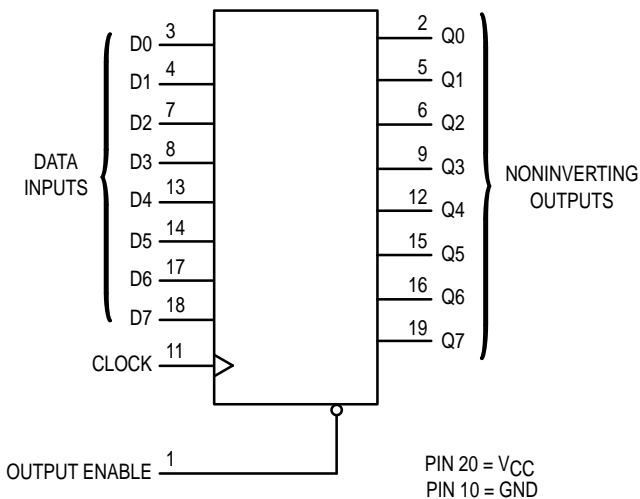 D0 3
D1 4
D2 7
D3 8
D4 13
D5 14
D6 17
D7 18
DATA
INPUTS
CLOCK 11
OUTPUT ENABLE 1
2 Q0
5 Q1
6 Q2
9 Q3
12 Q4
15 Q5
16 Q6
19 Q7
NONINVERTING
OUTPUTS
PIN 20 = VCC
PIN 10 = GND